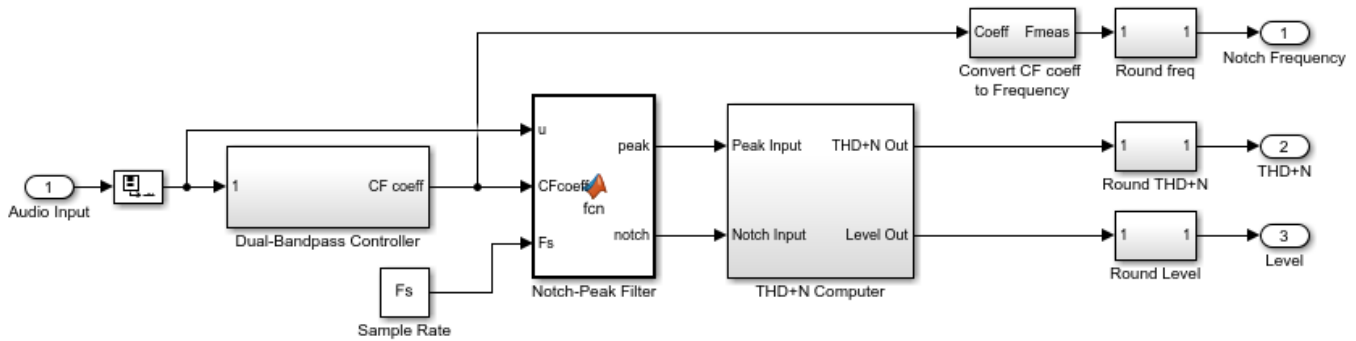 Coeff Fmeas
1 1
1
Convert CF coeff
to Frequency
Round freq
Notch Frequency
u
peak
Peak Input THD+N Out
1 1
2
1
1 CF coeff
CFcoeff
fcn
Round THD+N
THD+N
Audio Input
Dual-Bandpass Controller
Fs
notch
Notch Input Level Out
1 1
3
Round Level
Level
Fs
Notch-Peak Filter
THD+N Computer
Sample Rate